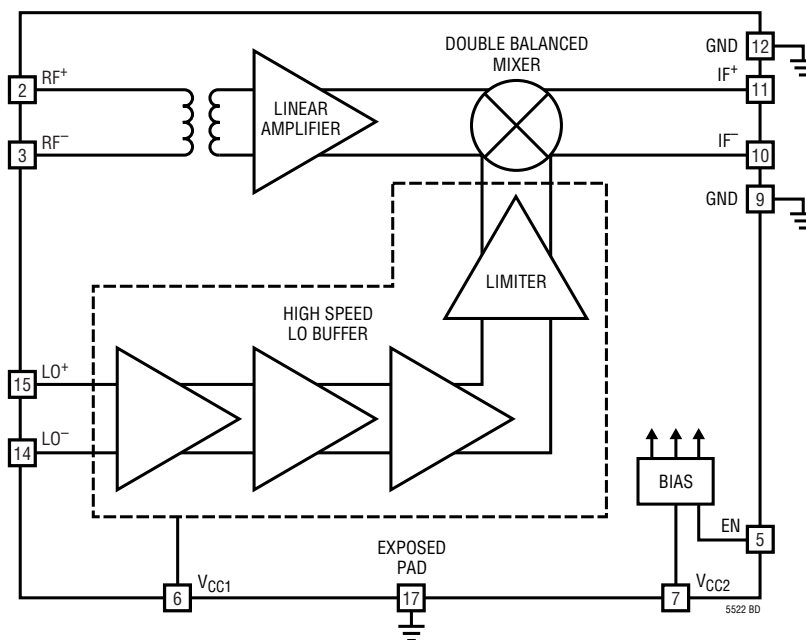 DOUBLE BALANCED
MIXER
GND
12
2
RF+
IF+
11
LINEAR
AMPLIFIER
3
RF−
IF−
10
9
GND
LIMITER
HIGH SPEED
LO BUFFER
15
LO+
14
LO−
BIAS
EN
5
EXPOSED
PAD
6
VCC1
17
7
VCC2
5522 BD